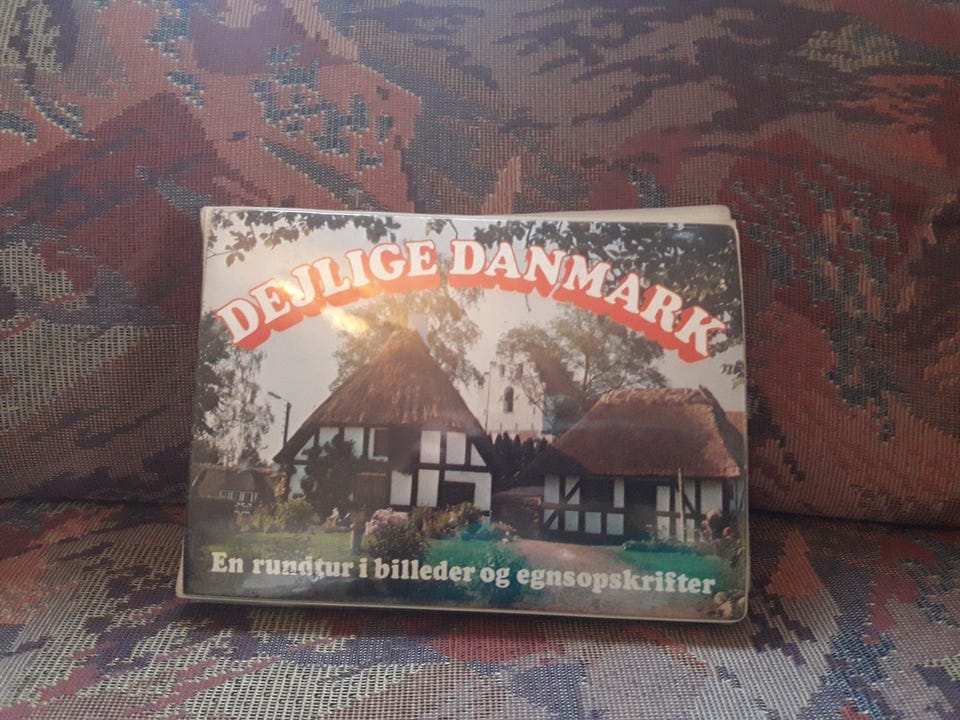 DEJLIGE DANMARK
En rundtur i billeder og egnsopskrifter